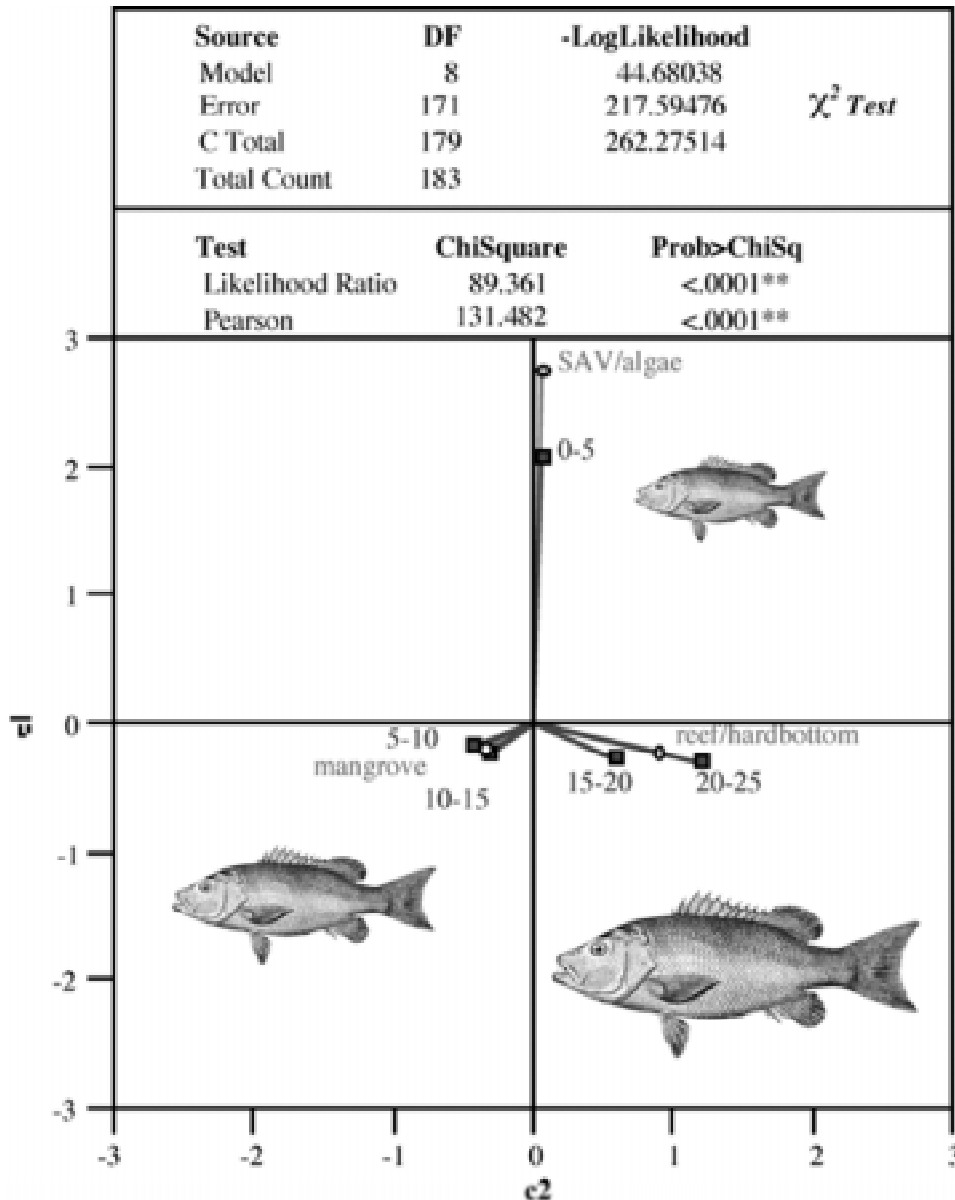 Source DF -LogLikelihood
Model 8 44.68038
Error 171 217.59476 χ² Test
C Total 179 262.27514
Total Count 183
Test ChiSquare Prob>ChiSq
Likelihood Ratio 89.361 <.0001**
Pearson 131.482 <.0001**
3
SAV/algae
2
0-5
1
c1
0
5-10
reef/hardbottom
mangrove
15-20 20-25
10-15
-1
-2
-3
-3 -2 -1 0 1 2 3
c2